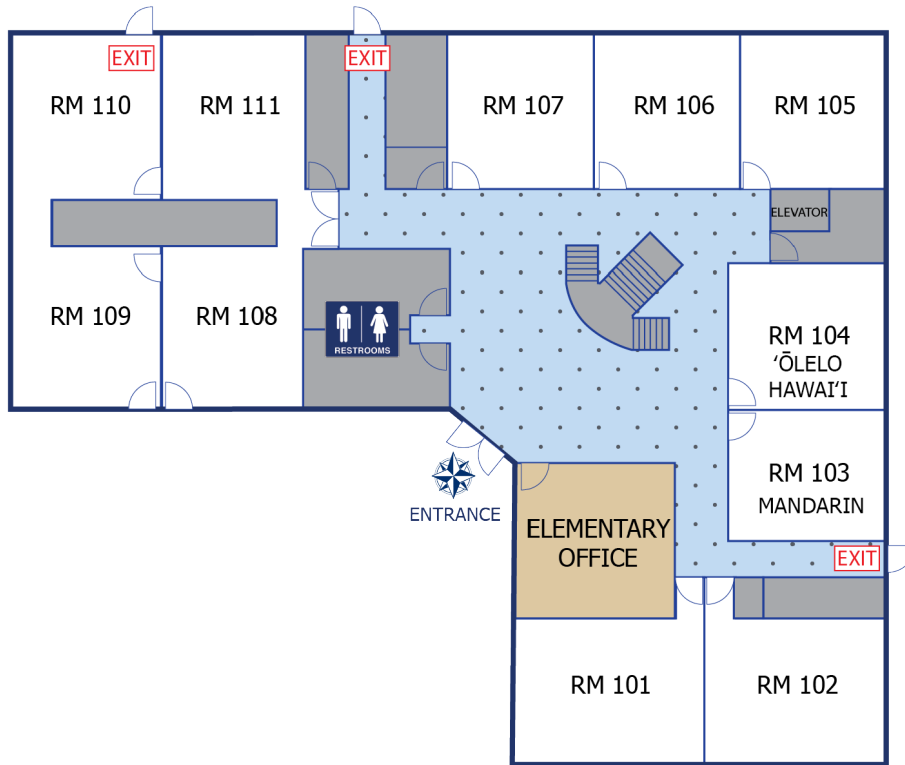 EXIT
EXIT
RM 110
RM 111
RM 107
RM 106
RM 105
ELEVATOR
RM 109
RM 108
RESTROOMS
RM 104
ʻŌLELO
HAWAIʻI
RM 103
MANDARIN
ENTRANCE
ELEMENTARY
OFFICE
EXIT
RM 101
RM 102